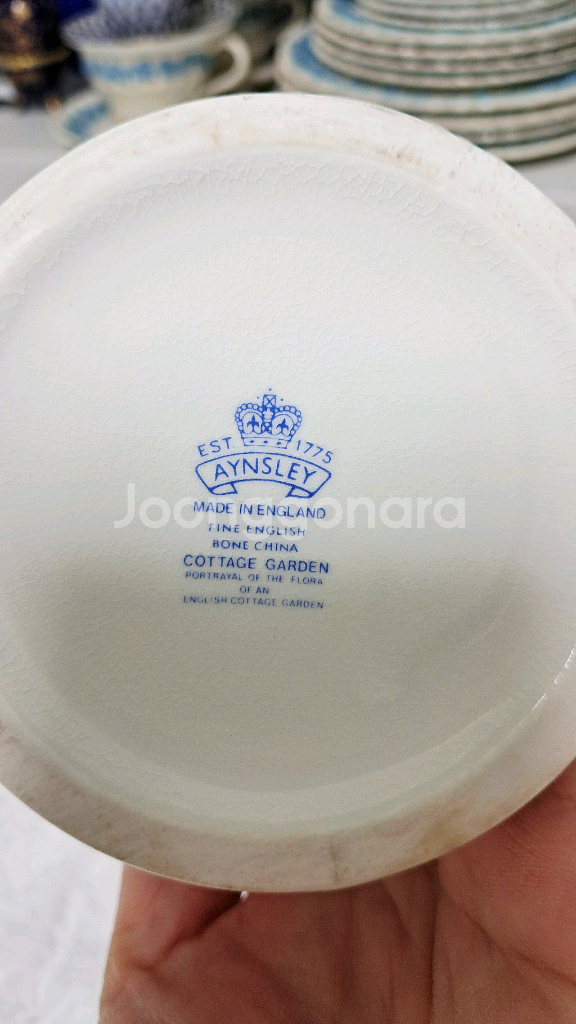 EST 1775
AYNSLEY
MADE IN ENGLAND
Joonggonara
FINE ENGLISH
BONE CHINA
COTTAGE GARDEN
PORTRAYAL OF THE FLORA
OF AN
ENGLISH COTTAGE GARDEN